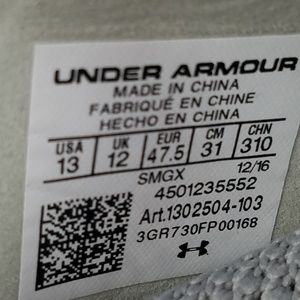 UNDER ARMOUR
MADE IN CHINA
FABRIQUÉ EN CHINE
HECHO EN CHINA
USA UK EUR CM CHN
13 12 47.5 31 310
SMGX 12/16
4501235552
Art.1302504-103
3GR730FP00168